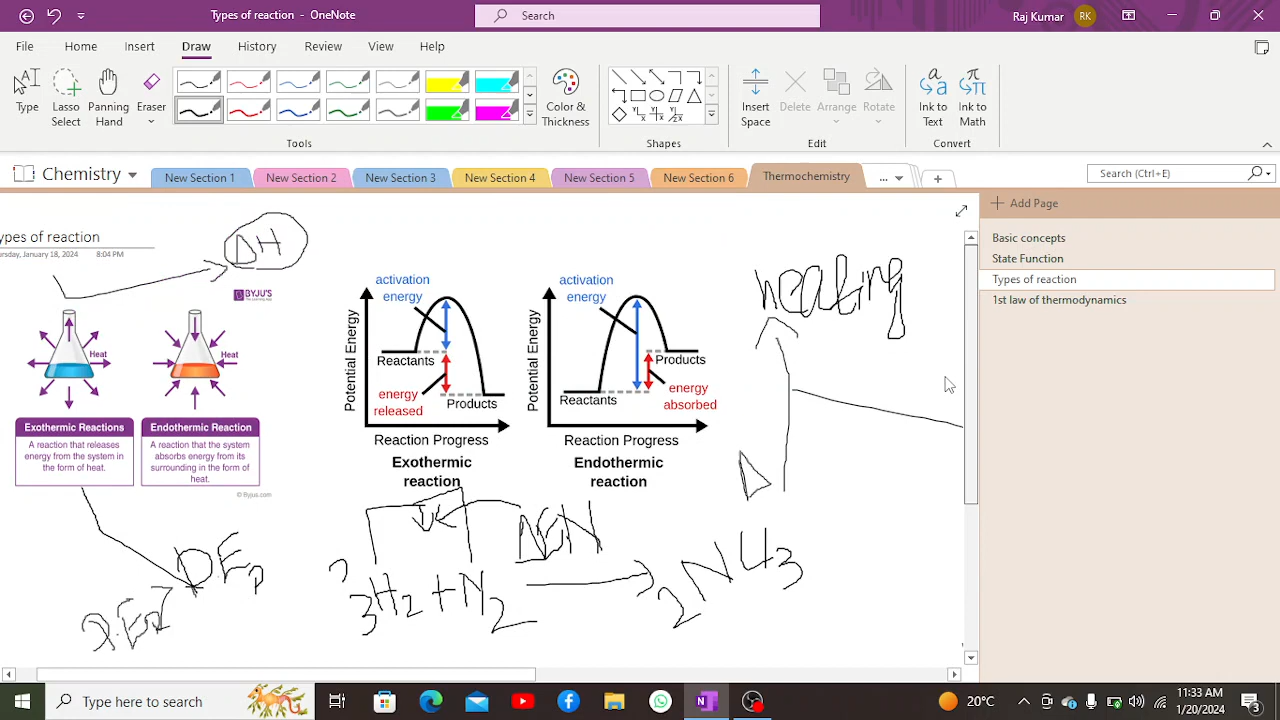 Search
Raj Kumar RK
File Home Insert Draw History Review View Help
Type Lasso Select Panning Hand Eraser
Color & Thickness
Insert Space Delete Arrange Rotate
Ink to Text Ink to Math
Tools Shapes Edit Convert
Chemistry New Section 1 New Section 2 New Section 3 New Section 4 New Section 5 New Section 6 Thermochemistry ... + Search (Ctrl+E)
Add Page
Basic concepts
State Function
Types of reaction
1st law of thermodynamics
ypes of reaction
ursday, January 18, 2024 8:04 PM
ΔH
BYJU'S
The Learning App
Heat
Heat
Exothermic Reactions
A reaction that releases
energy from the system in
the form of heat.
Endothermic Reaction
A reaction that the system
absorbs energy from its
surrounding in the form of
heat.
© Byjus.com
activation
energy
Potential Energy
Reactants
energy
released
Products
Reaction Progress
Exothermic
reaction
activation
energy
Potential Energy
Products
Reactants
energy
absorbed
Reaction Progress
Endothermic
reaction
heating
Δ
3H2 + N2 → 2NH3
Type here to search
20°C
11:33 AM
1/20/2024
3